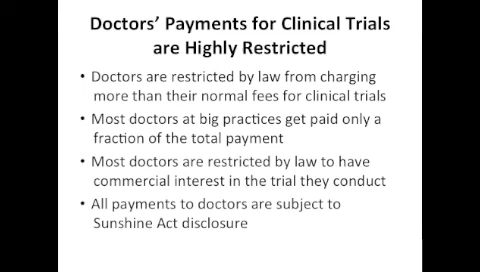 Doctors’ Payments for Clinical Trials
are Highly Restricted
• Doctors are restricted by law from charging
more than their normal fees for clinical trials
• Most doctors at big practices get paid only a
fraction of the total payment
• Most doctors are restricted by law to have
commercial interest in the trial they conduct
• All payments to doctors are subject to
Sunshine Act disclosure